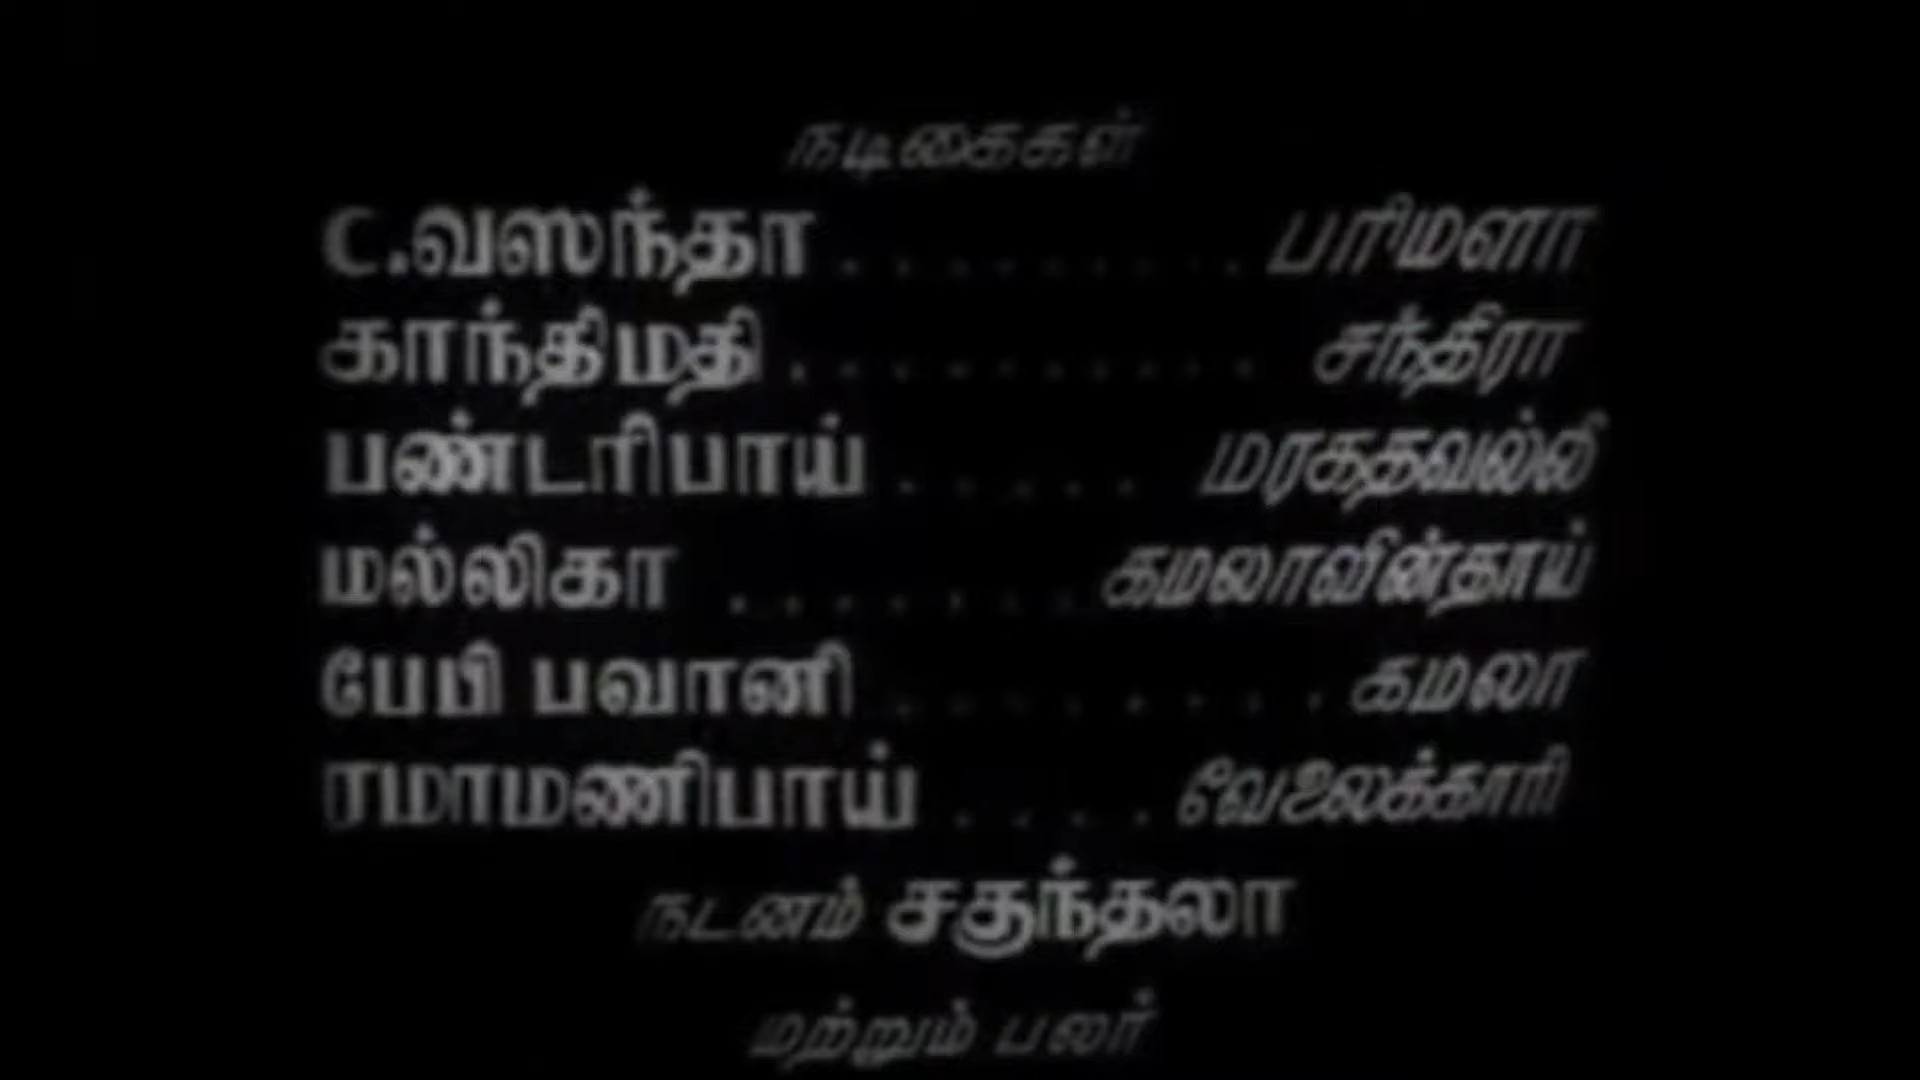 நடிகைகள்
C.வஸந்தா . . . . . . . . . பரிமளா
காந்திமதி . . . . . . . . . . சந்திரா
பண்டரிபாய் . . . . . மரகதவல்லி
மல்லிகா . . . . . . . கமலாவின்தாய்
பேபி பவானி . . . . . . . . கமலா
ரமாமணிபாய் . . . . வேலைக்காரி
நடனம் சகுந்தலா
மற்றும் பலர்